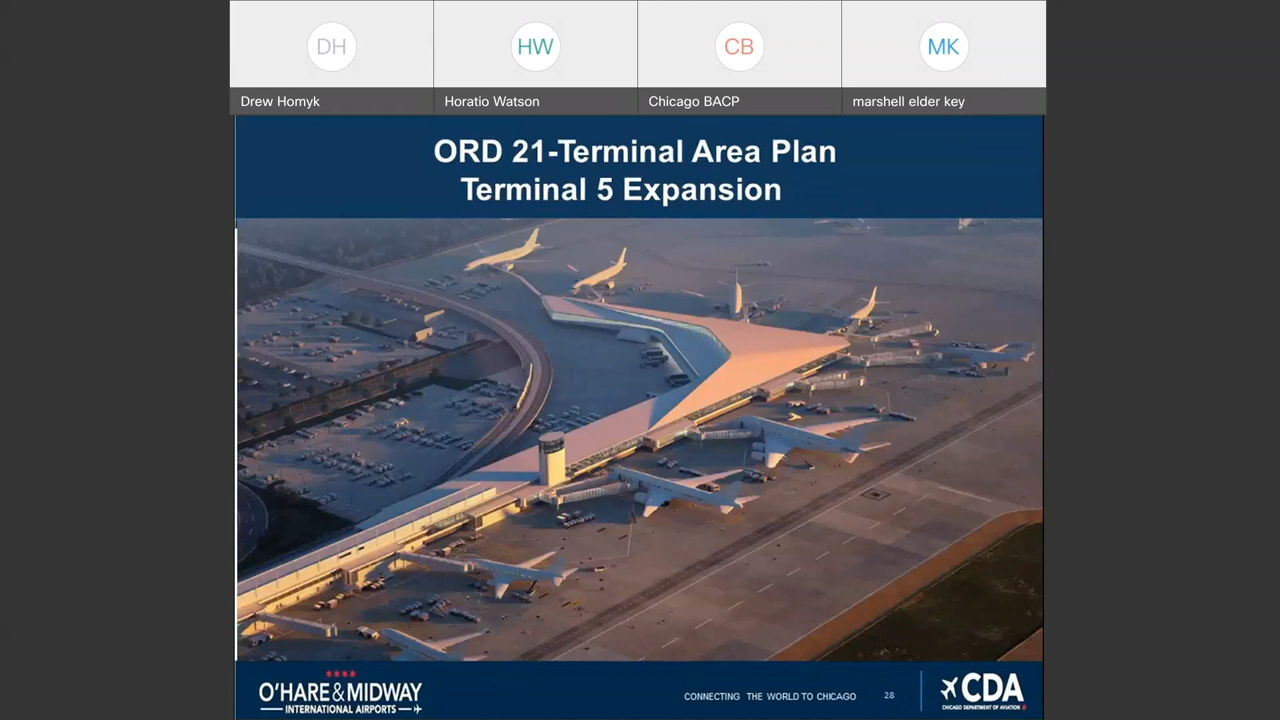 DH
HW
CB
MK
Drew Homyk
Horatio Watson
Chicago BACP
marshell elder key
ORD 21-Terminal Area Plan
Terminal 5 Expansion
O'HARE & MIDWAY
INTERNATIONAL AIRPORTS
CONNECTING THE WORLD TO CHICAGO
28
CDA
CHICAGO DEPARTMENT OF AVIATION